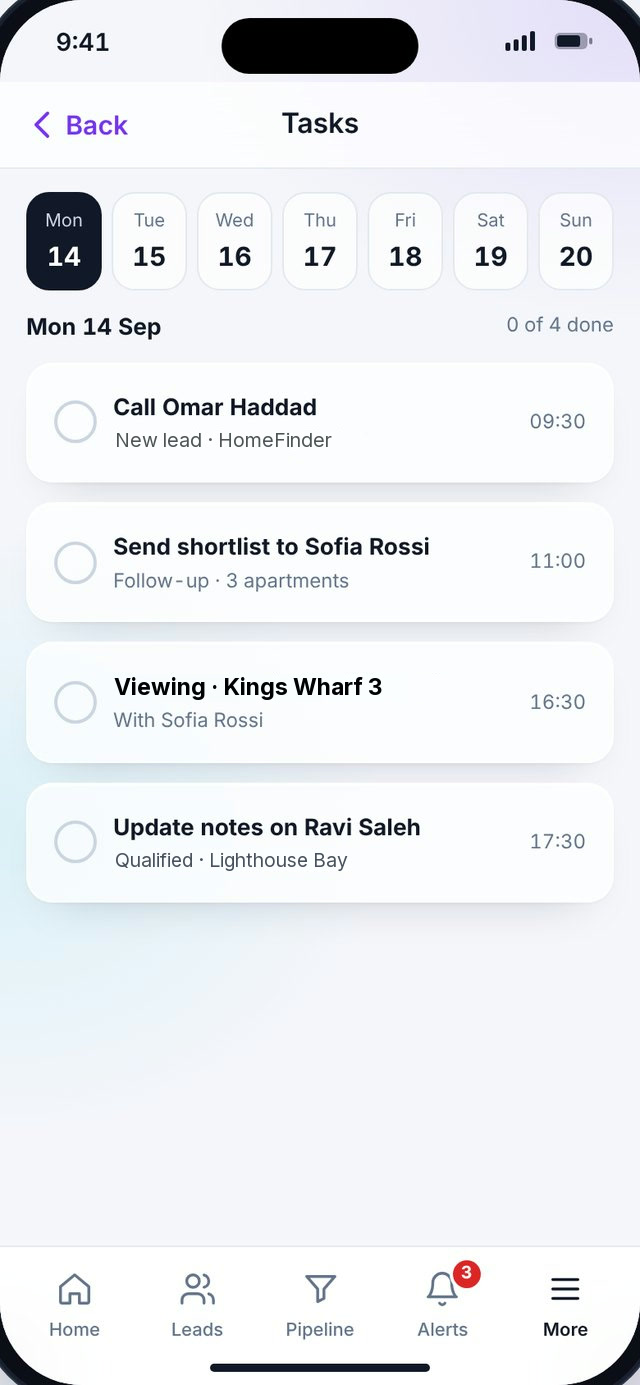 9:41
Back
Tasks
Mon
14
Tue
15
Wed
16
Thu
17
Fri
18
Sat
19
Sun
20
Mon 14 Sep
0 of 4 done
Call Omar Haddad
New lead · HomeFinder
09:30
Send shortlist to Sofia Rossi
Follow-up · 3 apartments
11:00
Viewing · Kings Wharf 3
With Sofia Rossi
16:30
Update notes on Ravi Saleh
Qualified · Lighthouse Bay
17:30
3
Home
Leads
Pipeline
Alerts
More